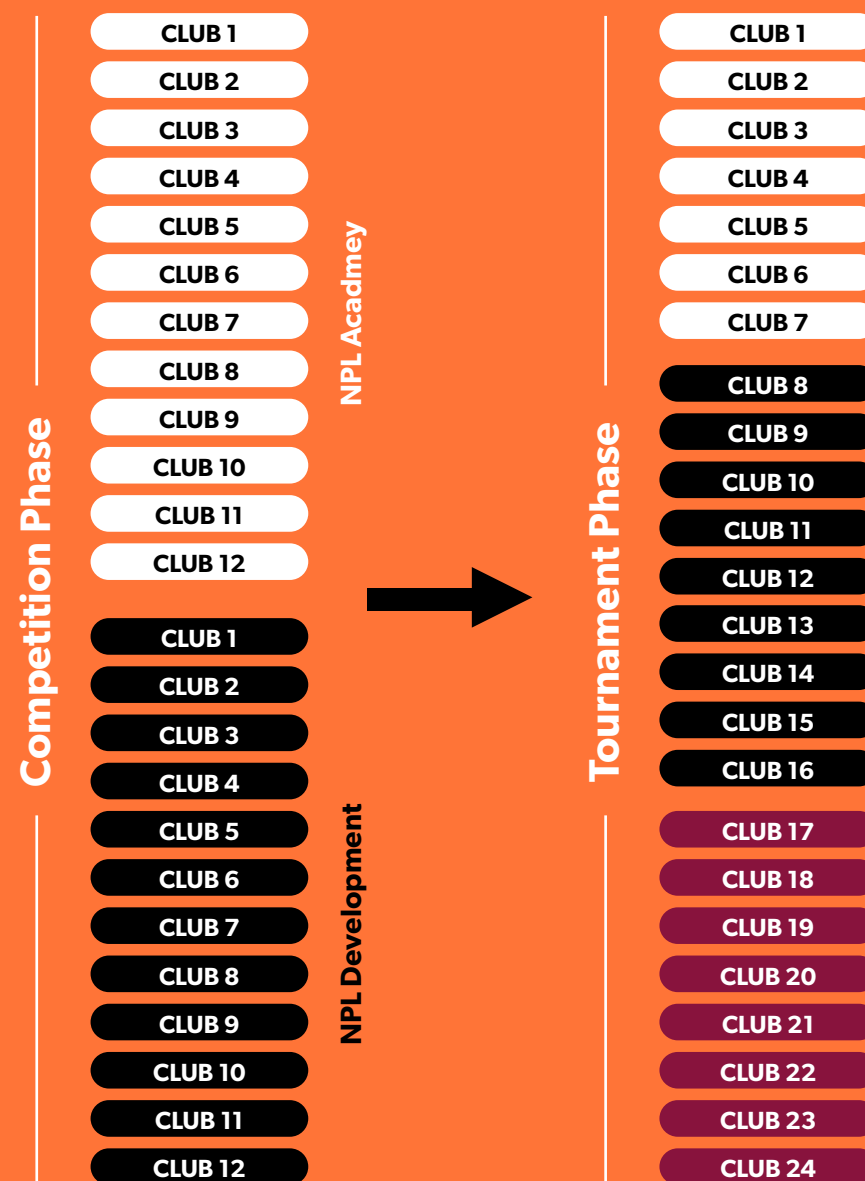 Competition Phase
CLUB 1
CLUB 2
CLUB 3
CLUB 4
CLUB 5
CLUB 6
CLUB 7
CLUB 8
CLUB 9
CLUB 10
CLUB 11
CLUB 12
NPL Acadmey
CLUB 1
CLUB 2
CLUB 3
CLUB 4
CLUB 5
CLUB 6
CLUB 7
CLUB 8
CLUB 9
CLUB 10
CLUB 11
CLUB 12
NPL Development
Tournament Phase
CLUB 1
CLUB 2
CLUB 3
CLUB 4
CLUB 5
CLUB 6
CLUB 7
CLUB 8
CLUB 9
CLUB 10
CLUB 11
CLUB 12
CLUB 13
CLUB 14
CLUB 15
CLUB 16
CLUB 17
CLUB 18
CLUB 19
CLUB 20
CLUB 21
CLUB 22
CLUB 23
CLUB 24